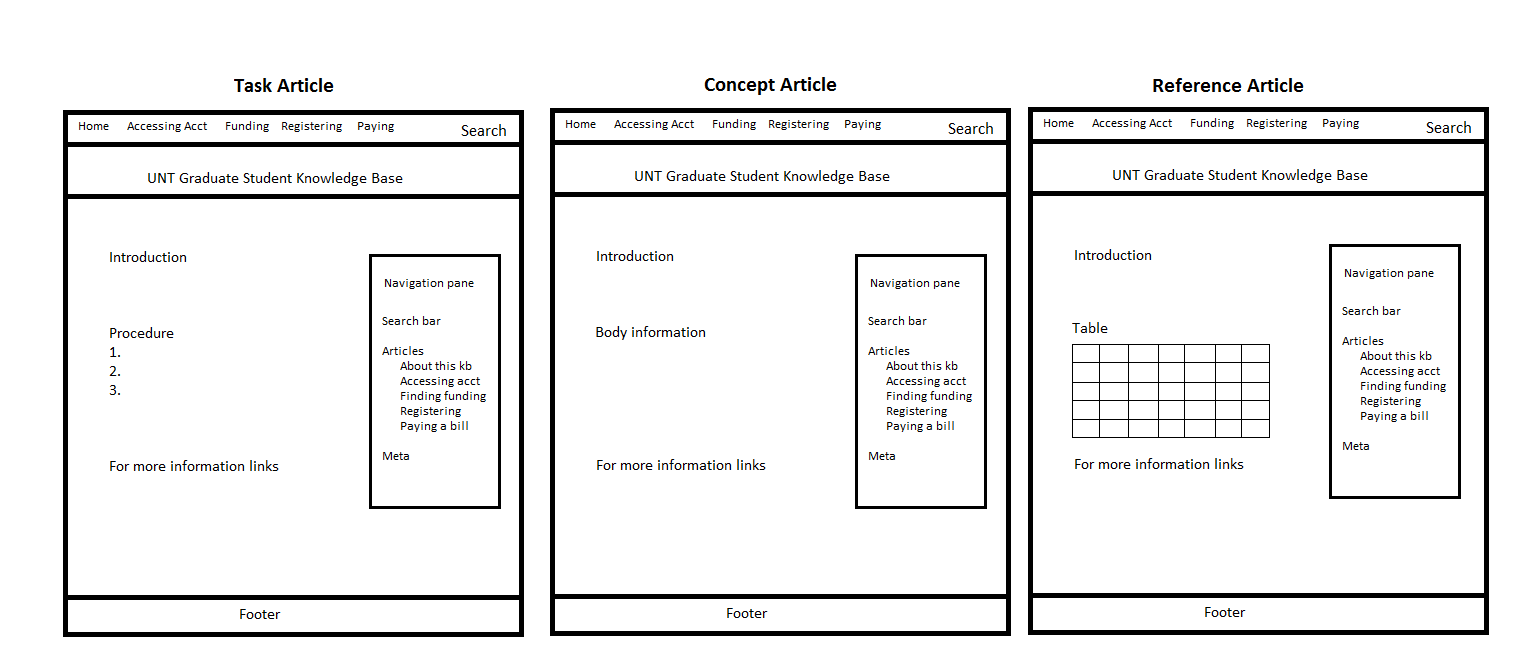 Task Article
Home Accessing Acct Funding Registering Paying Search
UNT Graduate Student Knowledge Base
Introduction
Procedure
1.
2.
3.
For more information links
Navigation pane
Search bar
Articles
About this kb
Accessing acct
Finding funding
Registering
Paying a bill
Meta
Footer
Concept Article
Home Accessing Acct Funding Registering Paying Search
UNT Graduate Student Knowledge Base
Introduction
Body information
For more information links
Navigation pane
Search bar
Articles
About this kb
Accessing acct
Finding funding
Registering
Paying a bill
Meta
Footer
Reference Article
Home Accessing Acct Funding Registering Paying Search
UNT Graduate Student Knowledge Base
Introduction
Table
For more information links
Navigation pane
Search bar
Articles
About this kb
Accessing acct
Finding funding
Registering
Paying a bill
Meta
Footer